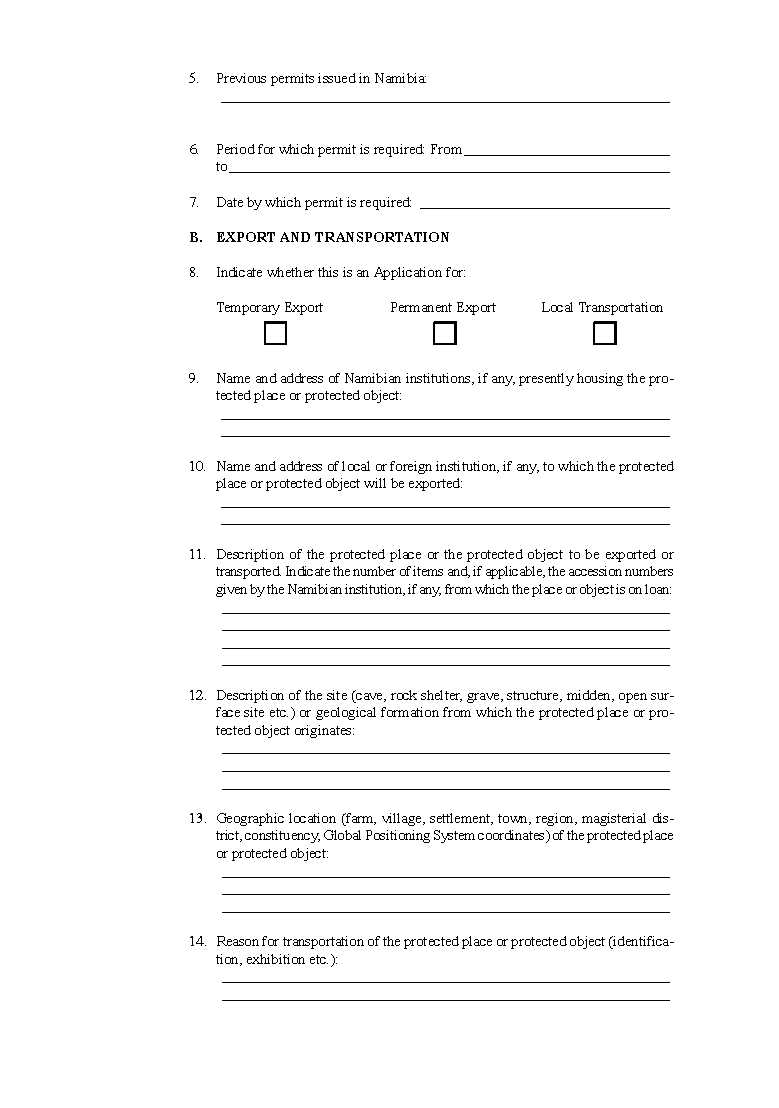 5. Previous permits issued in Namibia:
6. Period for which permit is required: From
to
7. Date by which permit is required:
B. EXPORT AND TRANSPORTATION
8. Indicate whether this is an Application for:
Temporary Export Permanent Export Local Transportation
9. Name and address of Namibian institutions, if any, presently housing the pro-
tected place or protected object:
10. Name and address of local or foreign institution, if any, to which the protected
place or protected object will be exported:
11. Description of the protected place or the protected object to be exported or
transported. Indicate the number of items and, if applicable, the accession numbers
given by the Namibian institution, if any, from which the place or object is on loan:
12. Description of the site (cave, rock shelter, grave, structure, midden, open sur-
face site etc.) or geological formation from which the protected place or pro-
tected object originates:
13. Geographic location (farm, village, settlement, town, region, magisterial dis-
trict, constituency, Global Positioning System coordinates) of the protected place
or protected object:
14. Reason for transportation of the protected place or protected object (identifica-
tion, exhibition etc.):